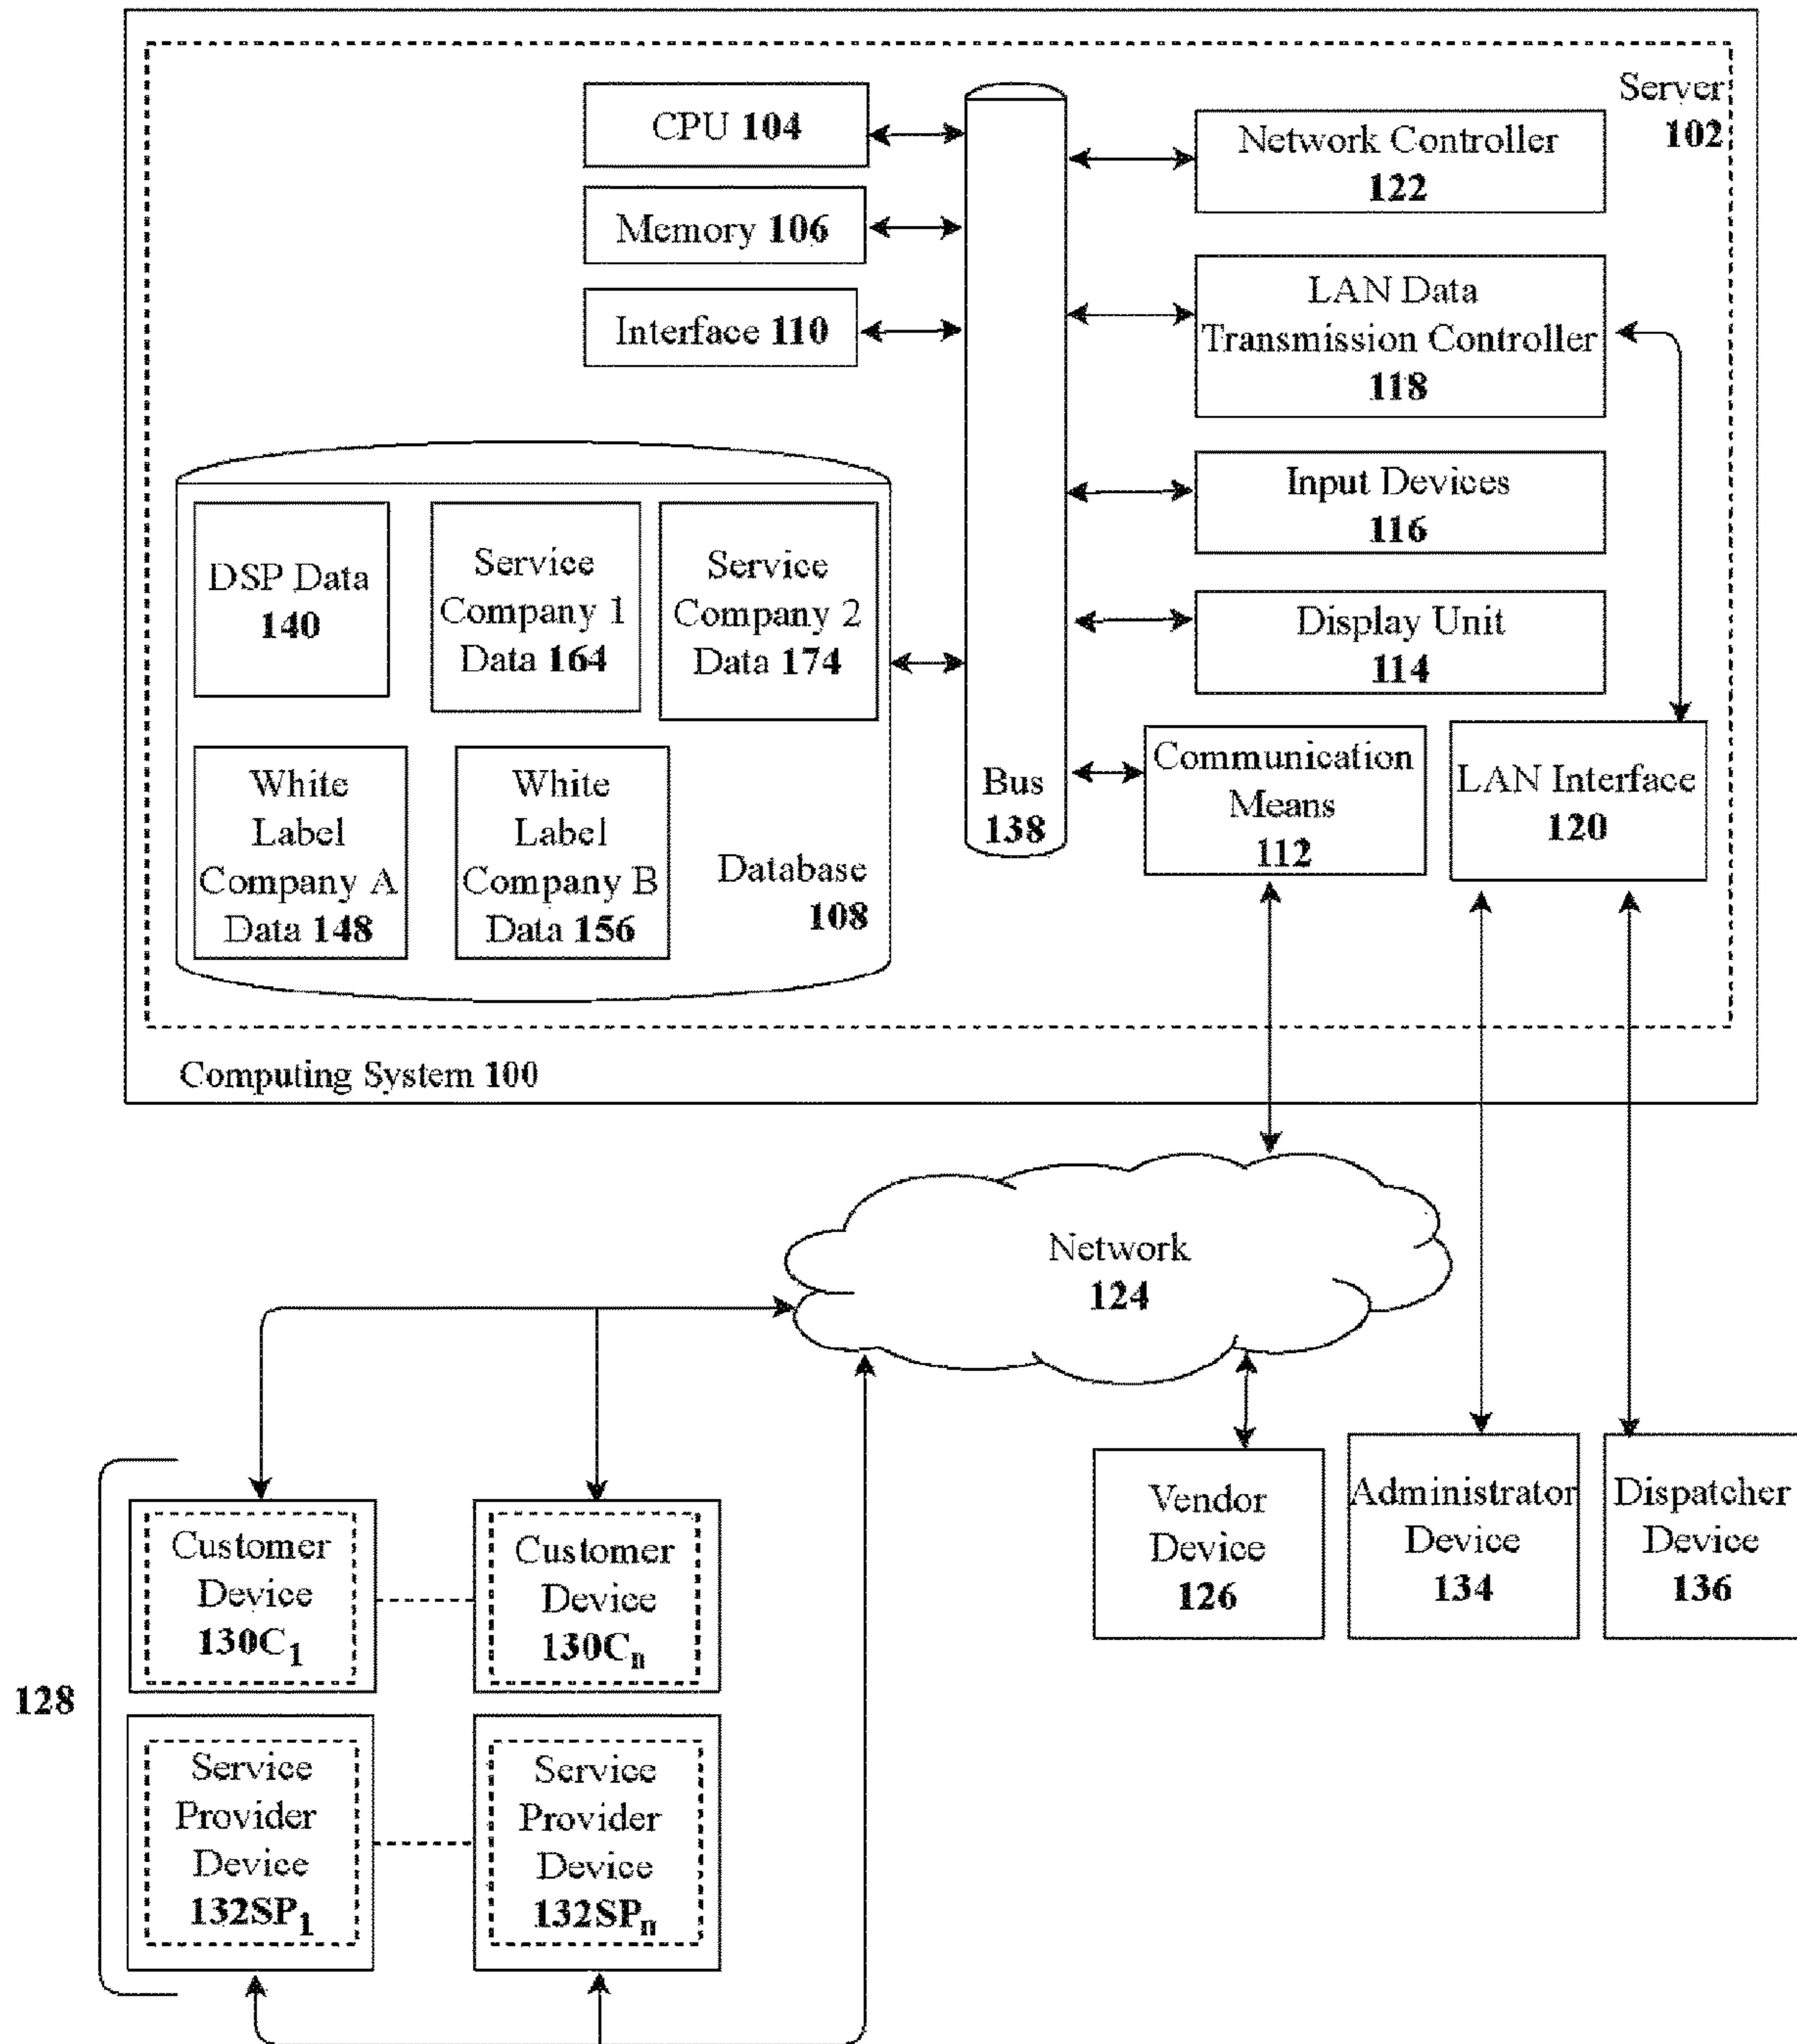 Server
102
CPU 104
Memory 106
Interface 110
Network Controller
122
LAN Data
Transmission Controller
118
Input Devices
116
Display Unit
114
Communication
Means
112
LAN Interface
120
Bus
138
DSP Data
140
Service
Company 1
Data 164
Service
Company 2
Data 174
White
Label
Company A
Data 148
White
Label
Company B
Data 156
Database
108
Computing System 100
Network
124
Vendor
Device
126
Administrator
Device
134
Dispatcher
Device
136
128
Customer
Device
130C1
Customer
Device
130Cn
Service
Provider
Device
132SP1
Service
Provider
Device
132SPn